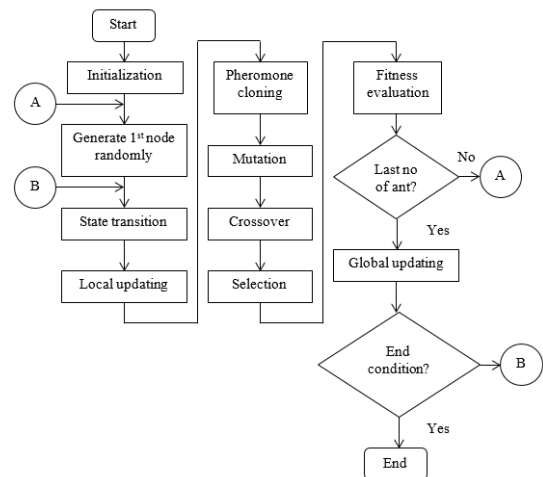 Start
Initialization
A
Generate 1st node
randomly
B
State transition
Local updating
Pheromone
cloning
Mutation
Crossover
Selection
Fitness
evaluation
Last no
of ant?
No
A
Yes
Global updating
End
condition?
B
Yes
End